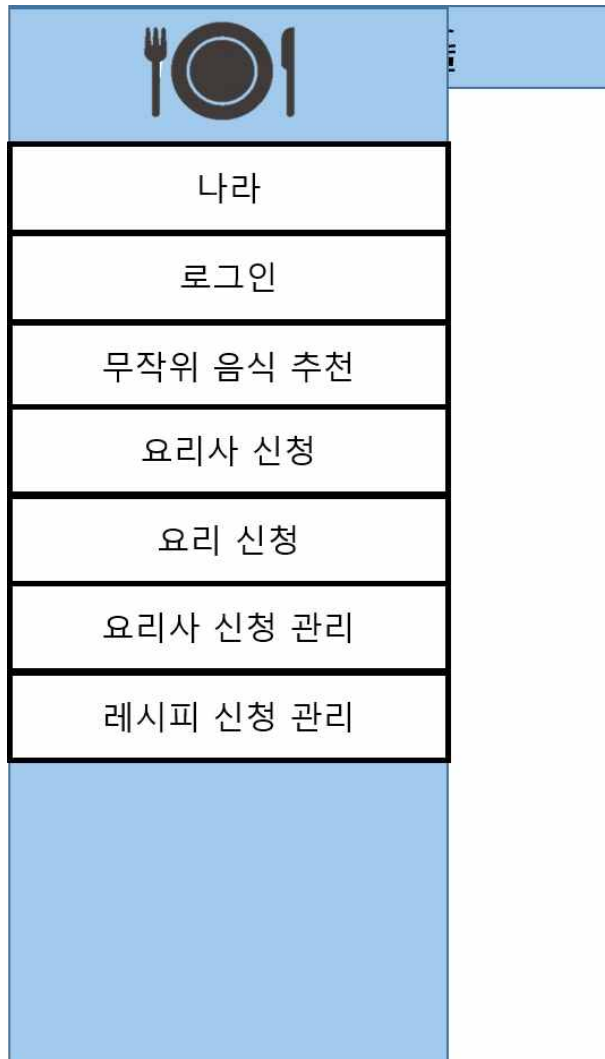 나라
로그인
무작위 음식 추천
요리사 신청
요리 신청
요리사 신청 관리
레시피 신청 관리